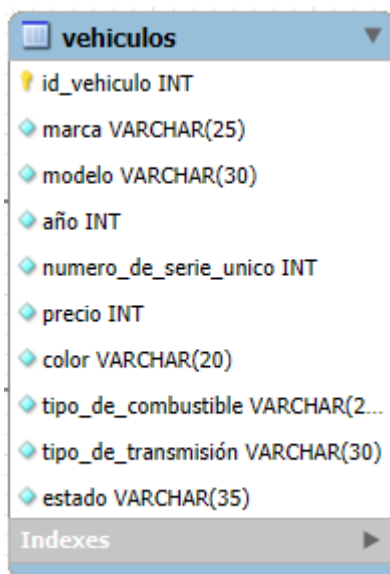 vehiculos
id_vehiculo INT
marca VARCHAR(25)
modelo VARCHAR(30)
año INT
numero_de_serie_unico INT
precio INT
color VARCHAR(20)
tipo_de_combustible VARCHAR(2...
tipo_de_transmisión VARCHAR(30)
estado VARCHAR(35)
Indexes